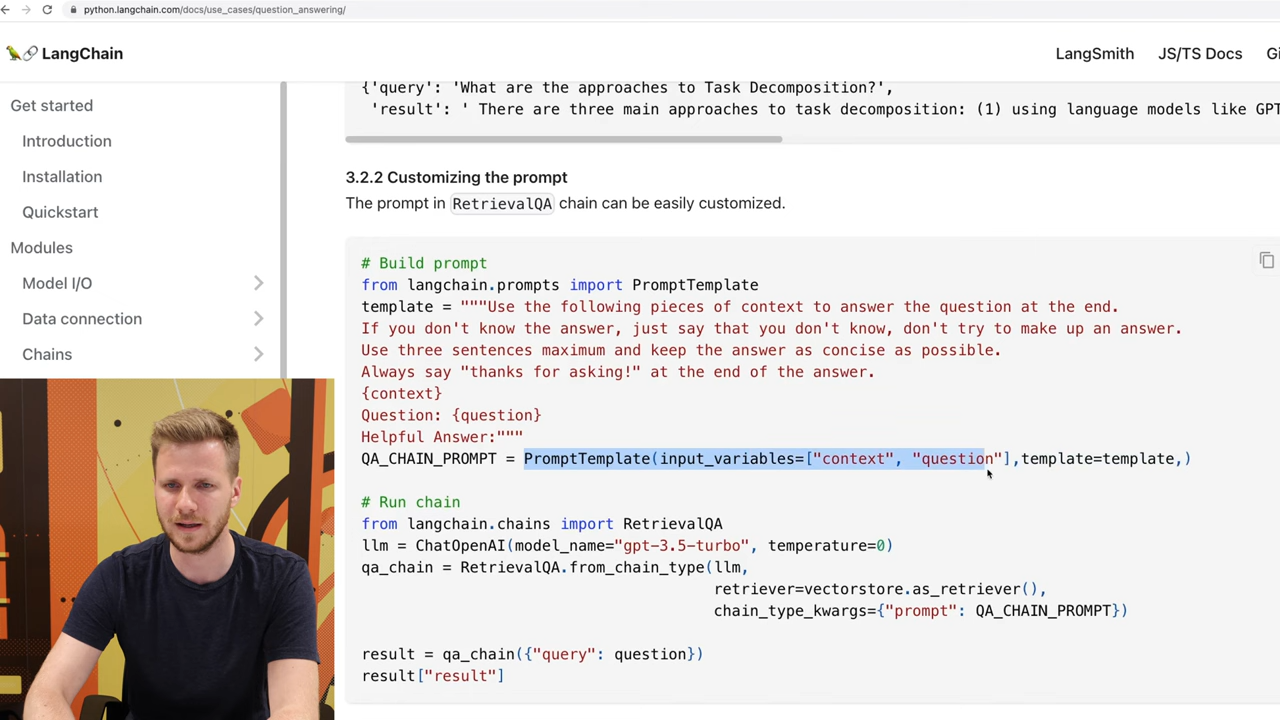 python.langchain.com/docs/use_cases/question_answering/
LangChain
LangSmith
JS/TS Docs
Get started
Introduction
Installation
Quickstart
Modules
Model I/O
Data connection
Chains
{'query': 'What are the approaches to Task Decomposition?',
'result': ' There are three main approaches to task decomposition: (1) using language models like GPT
3.2.2 Customizing the prompt
The prompt in RetrievalQA chain can be easily customized.
# Build prompt
from langchain.prompts import PromptTemplate
template = """Use the following pieces of context to answer the question at the end.
If you don't know the answer, just say that you don't know, don't try to make up an answer.
Use three sentences maximum and keep the answer as concise as possible.
Always say "thanks for asking!" at the end of the answer.
{context}
Question: {question}
Helpful Answer:"""
QA_CHAIN_PROMPT = PromptTemplate(input_variables=["context", "question"],template=template,)
# Run chain
from langchain.chains import RetrievalQA
llm = ChatOpenAI(model_name="gpt-3.5-turbo", temperature=0)
qa_chain = RetrievalQA.from_chain_type(llm,
retriever=vectorstore.as_retriever(),
chain_type_kwargs={"prompt": QA_CHAIN_PROMPT})
result = qa_chain({"query": question})
result["result"]